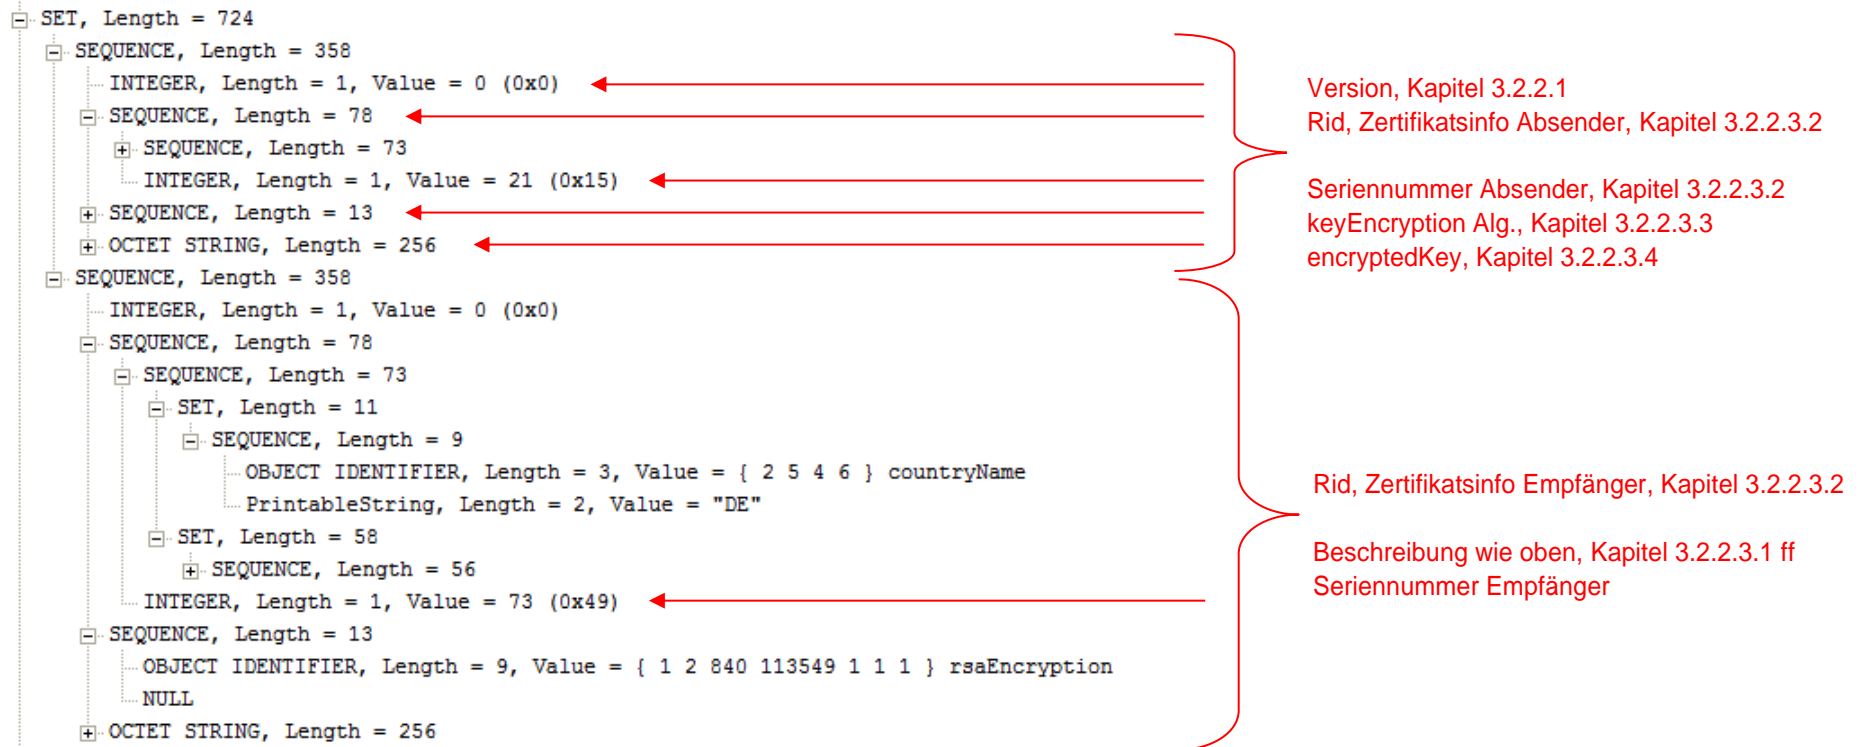 SET, Length = 724
SEQUENCE, Length = 358
INTEGER, Length = 1, Value = 0 (0x0)
Version, Kapitel 3.2.2.1
SEQUENCE, Length = 78
Rid, Zertifikatsinfo Absender, Kapitel 3.2.2.3.2
SEQUENCE, Length = 73
INTEGER, Length = 1, Value = 21 (0x15)
Seriennummer Absender, Kapitel 3.2.2.3.2
SEQUENCE, Length = 13
keyEncryption Alg., Kapitel 3.2.2.3.3
OCTET STRING, Length = 256
encryptedKey, Kapitel 3.2.2.3.4
SEQUENCE, Length = 358
INTEGER, Length = 1, Value = 0 (0x0)
SEQUENCE, Length = 78
SEQUENCE, Length = 73
SET, Length = 11
SEQUENCE, Length = 9
OBJECT IDENTIFIER, Length = 3, Value = { 2 5 4 6 } countryName
Rid, Zertifikatsinfo Empfänger, Kapitel 3.2.2.3.2
PrintableString, Length = 2, Value = "DE"
SET, Length = 58
Beschreibung wie oben, Kapitel 3.2.2.3.1 ff
SEQUENCE, Length = 56
Seriennummer Empfänger
INTEGER, Length = 1, Value = 73 (0x49)
SEQUENCE, Length = 13
OBJECT IDENTIFIER, Length = 9, Value = { 1 2 840 113549 1 1 1 } rsaEncryption
NULL
OCTET STRING, Length = 256